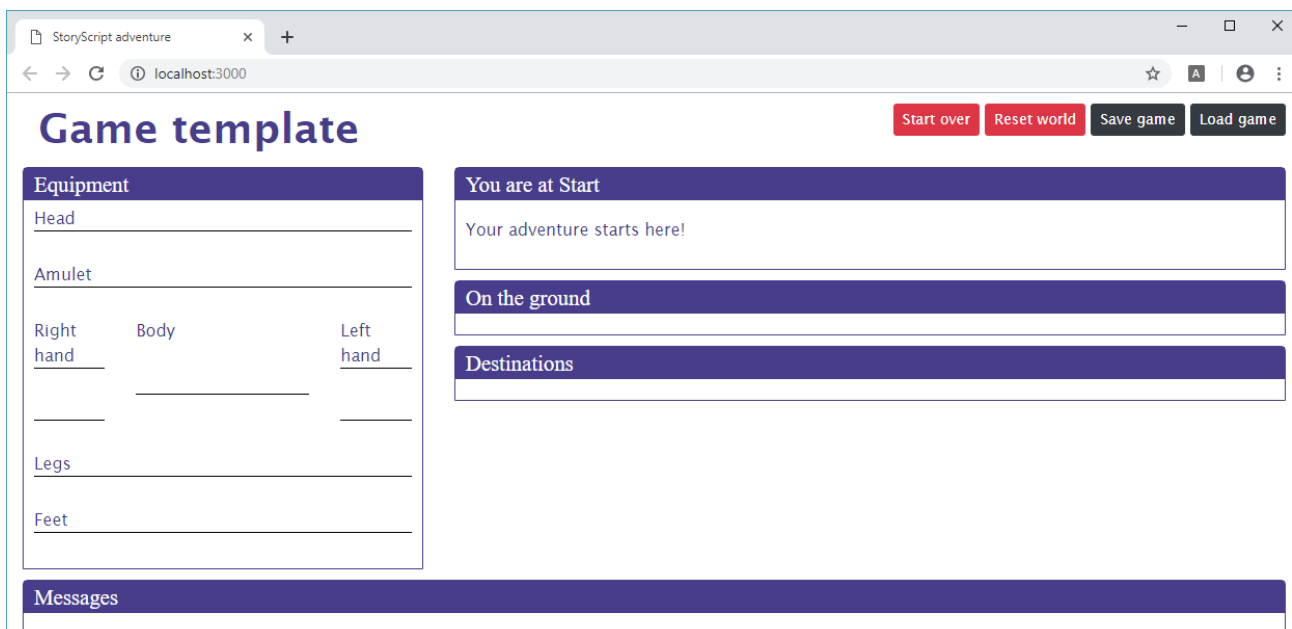 StoryScript adventure
localhost:3000
A
Game template
Start over Reset world Save game Load game
Equipment
Head
Amulet
Right hand
Body
Left hand
Legs
Feet
You are at Start
Your adventure starts here!
On the ground
Destinations
Messages